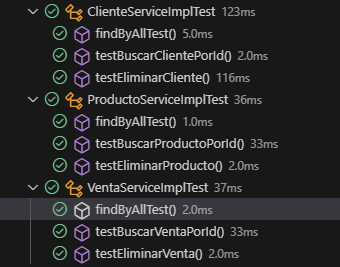 ClienteServiceImplTest 123ms
findByAllTest() 5.0ms
testBuscarClientePorId() 2.0ms
testEliminarCliente() 116ms
ProductoServiceImplTest 36ms
findByAllTest() 1.0ms
testBuscarProductoPorId() 33ms
testEliminarProducto() 2.0ms
VentaServiceImplTest 37ms
findByAllTest() 2.0ms
testBuscarVentaPorId() 33ms
testEliminarVenta() 2.0ms